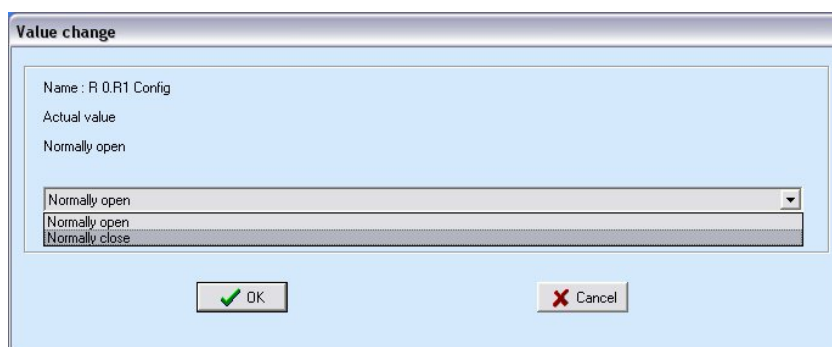 Value change
Name : R 0.R1 Config
Actual value
Normally open
Normally open
Normally open
Normally close
OK
Cancel